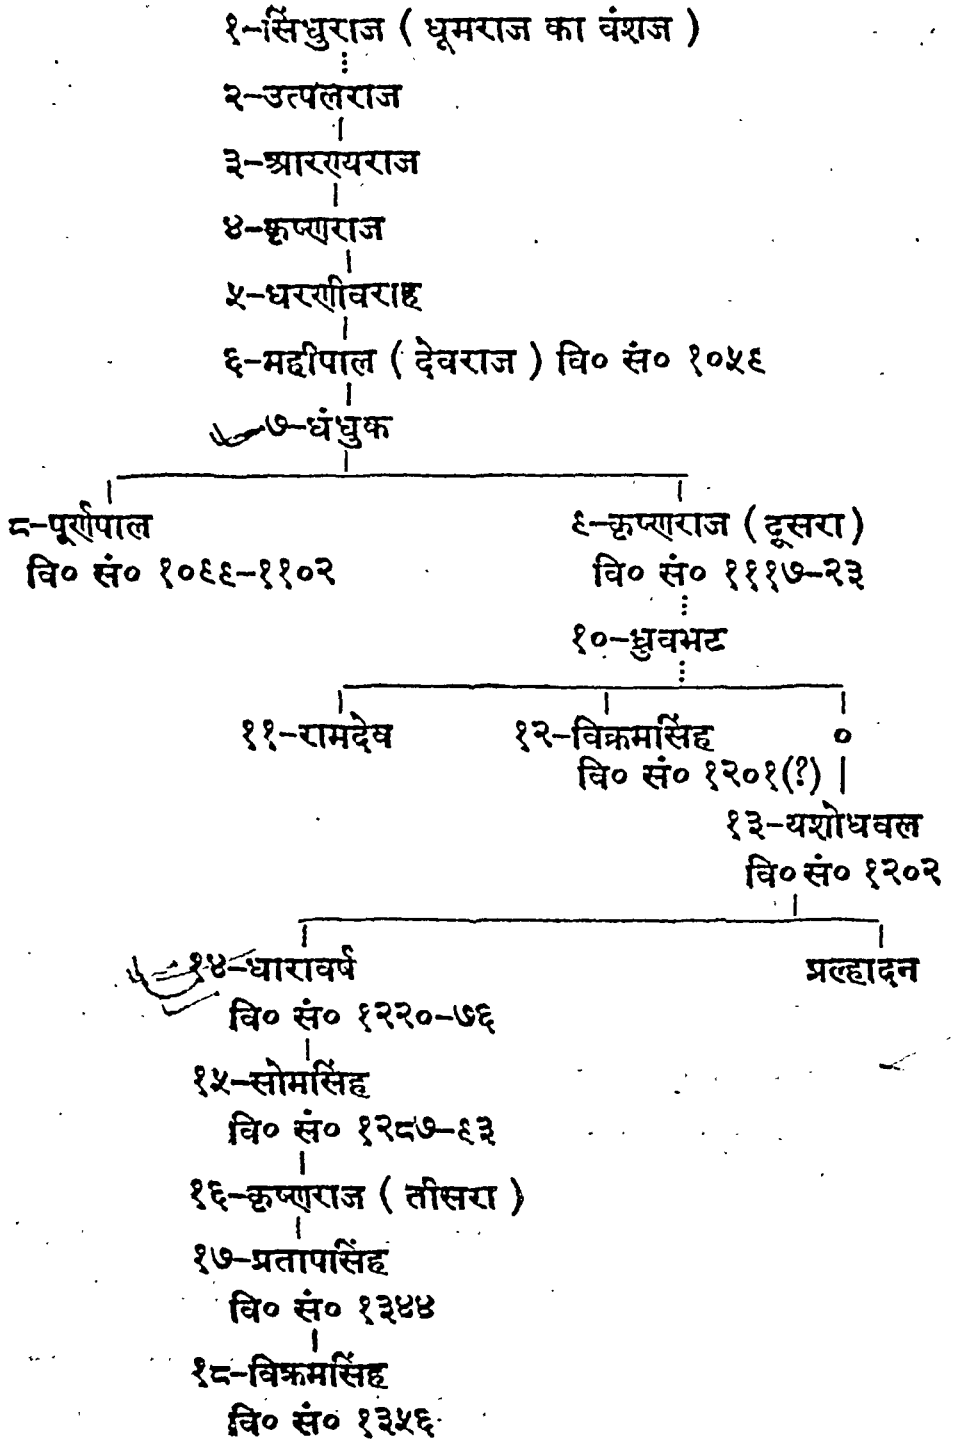 १-सिंधुराज ( धूमराज का वंशज )
२-उत्पलराज
३-आरण्यराज
४-कृष्णराज
५-धरणीवराह
६-महीपाल ( देवराज ) वि० सं० १०५९
७-धंधुक
८-पूर्णपाल
वि० सं० १०९९-११०२
९-कृष्णराज ( दूसरा )
वि० सं० १११७-२३
१०-ध्रुवभट
११-रामदेव
१२-विक्रमसिंह
०
वि० सं० १२०१(?)
१३-यशोधवल
वि० सं० १२०२
१४-धारावर्ष
प्रल्हादन
वि० सं० १२२०-७६
१५-सोमसिंह
वि० सं० १२८७-९३
१६-कृष्णराज ( तीसरा )
१७-प्रतापसिंह
वि० सं० १३४४
१८-विक्रमसिंह
वि० सं० १३५६